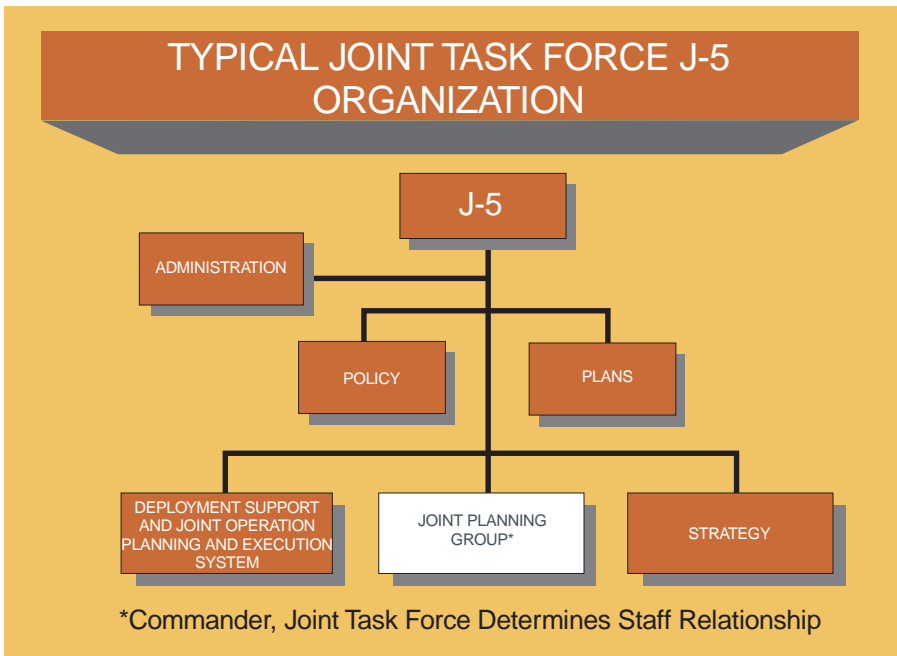 TYPICAL JOINT TASK FORCE J-5
ORGANIZATION
J-5
ADMINISTRATION
POLICY
PLANS
DEPLOYMENT SUPPORT
AND JOINT OPERATION
PLANNING AND EXECUTION
SYSTEM
JOINT PLANNING
GROUP*
STRATEGY
*Commander, Joint Task Force Determines Staff Relationship